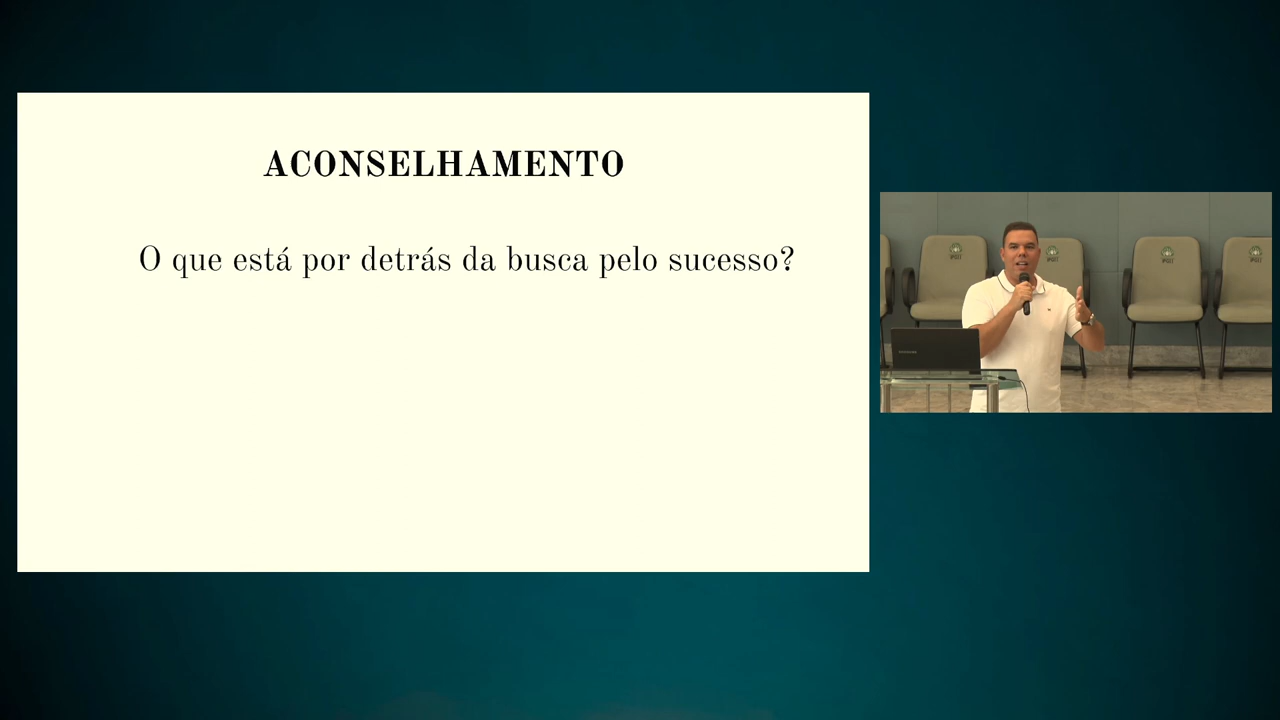 ACONSELHAMENTO
O que está por detrás da busca pelo sucesso?